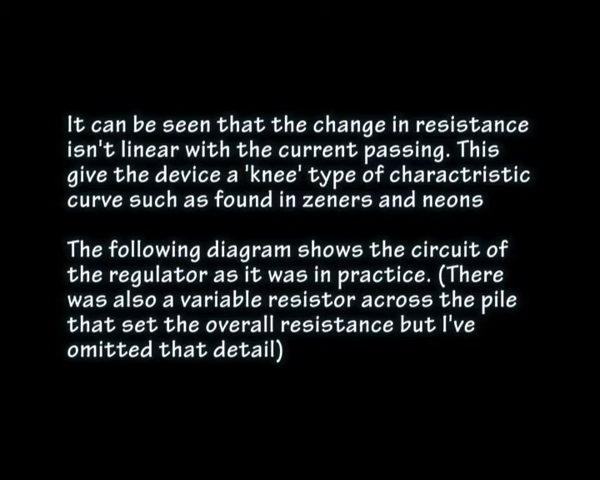 It can be seen that the change in resistance
isn't linear with the current passing. This
give the device a 'knee' type of charactristic
curve such as found in zeners and neons
The following diagram shows the circuit of
the regulator as it was in practice. (There
was also a variable resistor across the pile
that set the overall resistance but I've
omitted that detail)